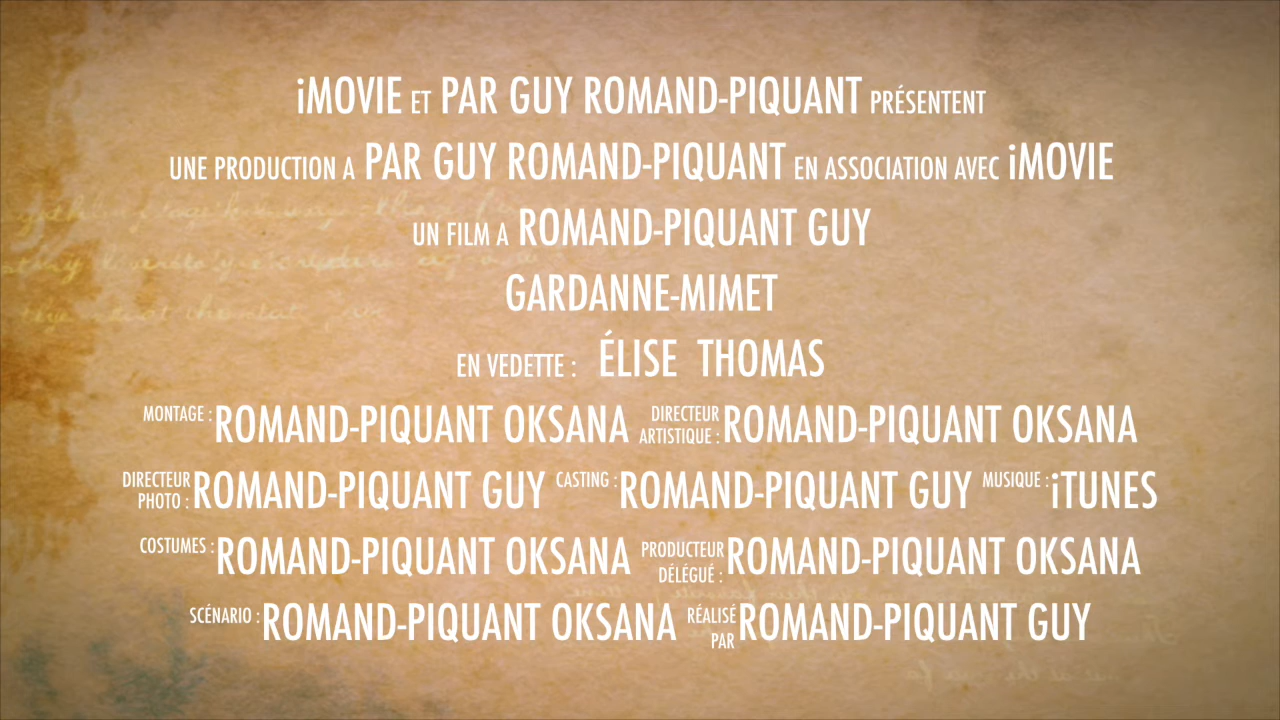 iMOVIE ET PAR GUY ROMAND-PIQUANT PRÉSENTENT
UNE PRODUCTION A PAR GUY ROMAND-PIQUANT EN ASSOCIATION AVEC iMOVIE
UN FILM A ROMAND-PIQUANT GUY
GARDANNE-MIMET
EN VEDETTE : ÉLISE THOMAS
MONTAGE : ROMAND-PIQUANT OKSANA DIRECTEUR ARTISTIQUE : ROMAND-PIQUANT OKSANA
DIRECTEUR PHOTO : ROMAND-PIQUANT GUY CASTING : ROMAND-PIQUANT GUY MUSIQUE : iTUNES
COSTUMES : ROMAND-PIQUANT OKSANA PRODUCTEUR DÉLÉGUÉ : ROMAND-PIQUANT OKSANA
SCÉNARIO : ROMAND-PIQUANT OKSANA RÉALISÉ PAR ROMAND-PIQUANT GUY